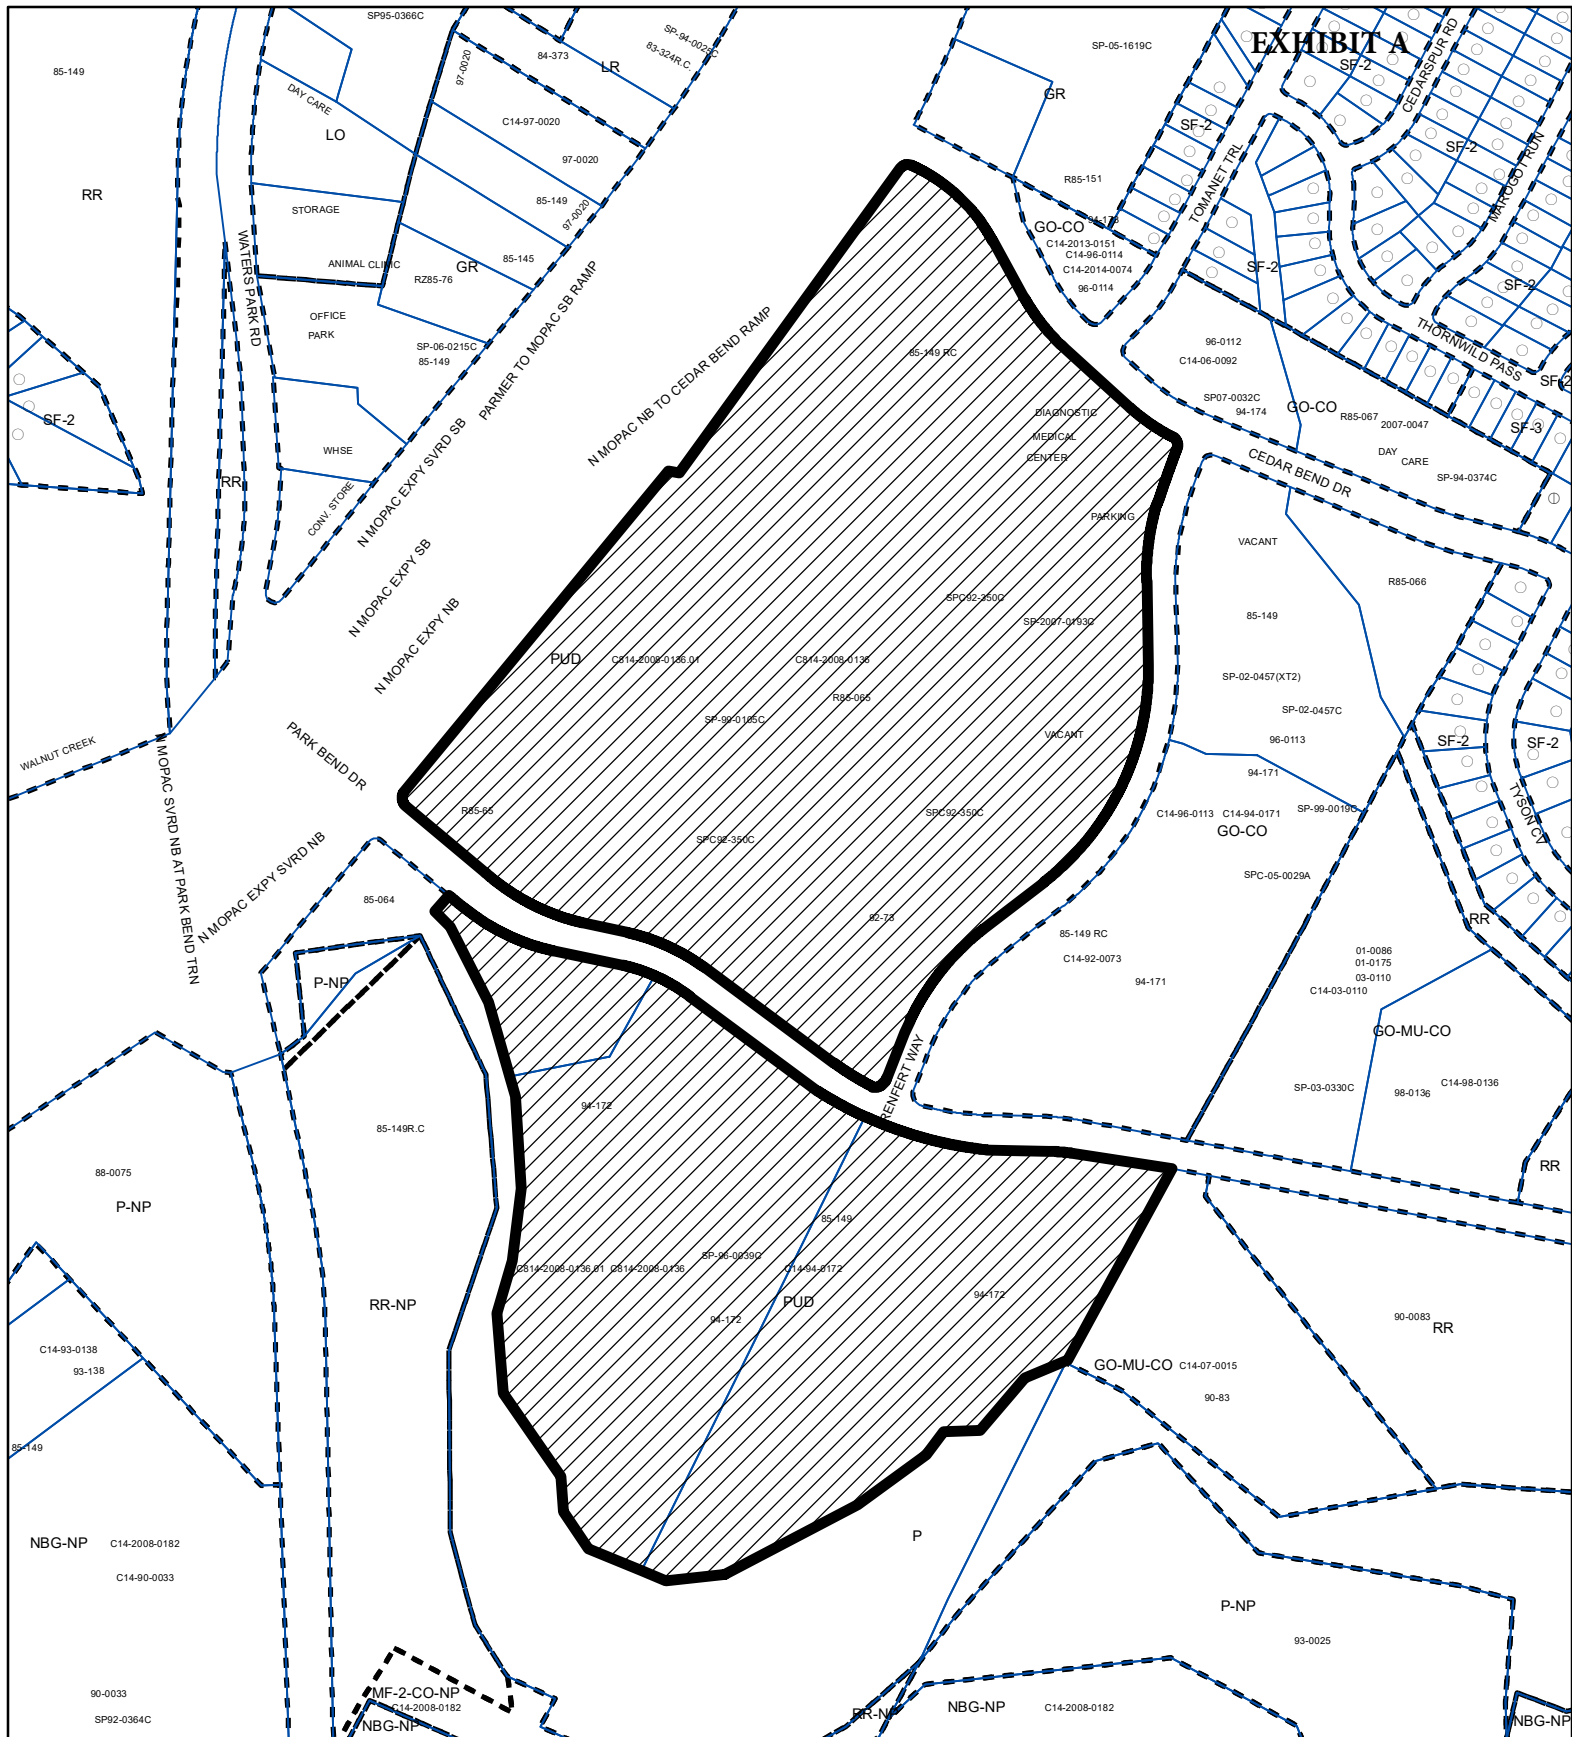 EXHIBIT A
SP95-0366C
85-149
RR
DAY CARE
LO
STORAGE
ANIMAL CLINIC
OFFICE
PARK
WHSE
CONV. STORE
WATERS PARK RD
97-0020
84-373
LR
SP-94-0025C
83-324R.C.
C14-97-0020
97-0020
85-149
97-0020
85-145
GR
RZ85-76
SP-06-0215C
85-149
SF-2
RR
PARMER TO MOPAC SB RAMP
N MOPAC EXPY SVRD SB
N MOPAC EXPY SB
N MOPAC EXPY NB
N MOPAC NB TO CEDAR BEND RAMP
SP-05-1619C
GR
R85-151
SF-2
SF-2
CEDARSPUR RD
SF-2
MAROGOT RUN
TOMANET TRL
94-173
GO-CO
C14-2013-0151
C14-96-0114
C14-2014-0074
96-0114
SF-2
SF-2
THORNWILD PASS
SF-2
SF-3
96-0112
C14-06-0092
SP07-0032C
94-174
GO-CO
R85-067
2007-0047
DAY
CARE
SP-94-0374C
CEDAR BEND DR
85-149 RC
DIAGNOSTIC
MEDICAL
CENTER
PARKING
SPC92-350C
SP-2007-0193C
PUD
C814-2008-0136.01
C814-2008-0136
R85-065
SP-99-0105C
VACANT
R85-65
SPC92-350C
SPC92-350C
92-73
VACANT
R85-066
85-149
SP-02-0457(XT2)
SP-02-0457C
96-0113
94-171
C14-96-0113
C14-94-0171
SP-99-0019C
GO-CO
SPC-05-0029A
85-149 RC
C14-92-0073
94-171
SF-2
SF-2
TYSON CV
RR
01-0086
01-0175
03-0110
C14-03-0110
GO-MU-CO
SP-03-0330C
98-0136
C14-98-0136
RR
WALNUT CREEK
PARK BEND DR
N MOPAC SVRD NB AT PARK BEND TRN
N MOPAC EXPY SVRD NB
85-064
P-NP
RENFERT WAY
85-149R.C
88-0075
P-NP
RR-NP
94-172
85-149
SP-96-0039C
C814-2008-0136.01
C814-2008-0136
C14-94-0172
PUD
94-172
94-172
90-0083
RR
GO-MU-CO
C14-07-0015
90-83
C14-93-0138
93-138
85-149
NBG-NP
C14-2008-0182
C14-90-0033
P
P-NP
93-0025
90-0033
SP92-0364C
MF-2-CO-NP
C14-2008-0182
NBG-NP
RR-NP
NBG-NP
C14-2008-0182
NBG-NP